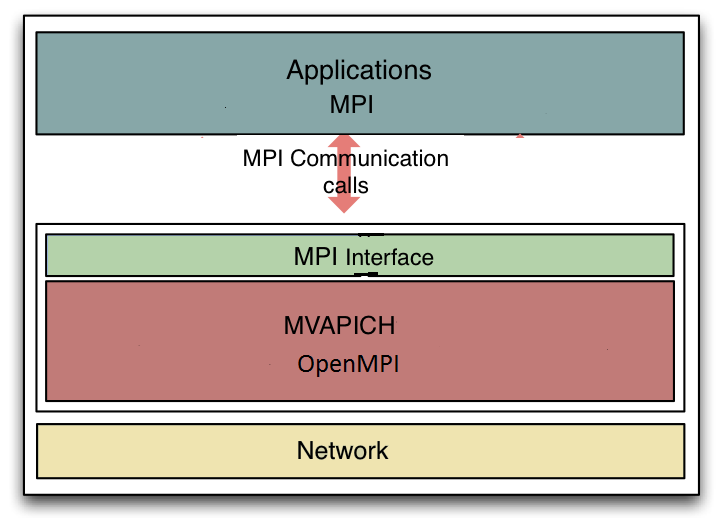 Applications
MPI
MPI Communication
calls
MPI Interface
MVAPICH
OpenMPI
Network